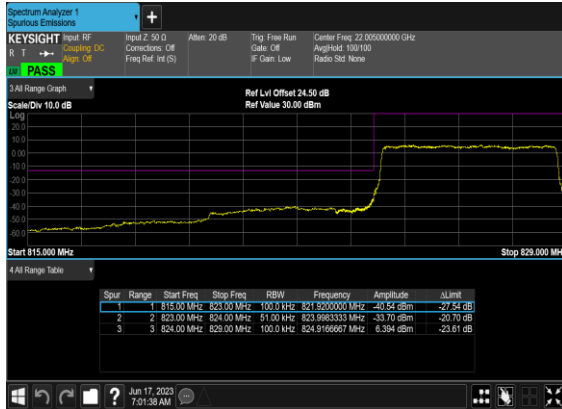 Spectrum Analyzer 1
Spurious Emissions
+
KEYSIGHT Input: RF Input Z: 50 Ω Atten: 20 dB Trig: Free Run Center Freq: 22.005000000 GHz
R T Coupling: DC Corrections: Off Gate: Off Avg|Hold: 100/100
Align: Off Freq Ref: Int (S) IF Gain: Low Radio Std: None
PASS
3 All Range Graph Ref Lvl Offset 24.50 dB
Scale/Div 10.0 dB Ref Value 30.00 dBm
Log
20.0
10.0
0.00
-10.0
-20.0
-30.0
-40.0
-50.0
-60.0
Start 815.000 MHz Stop 829.000 MHz
4 All Range Table
Spur Range Start Freq Stop Freq RBW Frequency Amplitude ΔLimit
1 1 815.00 MHz 823.00 MHz 100.0 kHz 821.9200000 MHz -40.54 dBm -27.54 dB
2 2 823.00 MHz 824.00 MHz 51.00 kHz 823.9983333 MHz -33.70 dBm -20.70 dB
3 3 824.00 MHz 829.00 MHz 100.0 kHz 824.9166667 MHz 6.394 dBm -23.61 dB
? Jun 17, 2023
7:01:38 AM